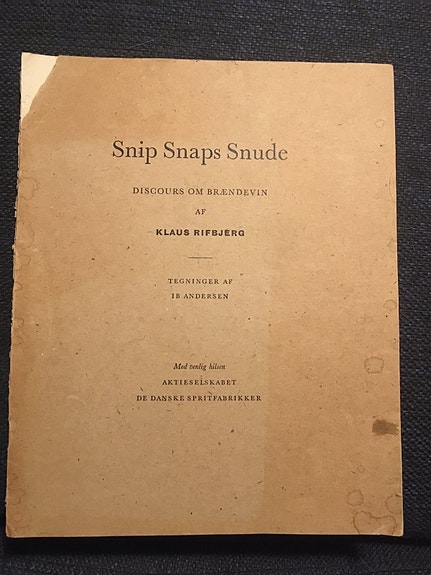 Snip Snaps Snude
DISCOURS OM BRÆNDEVIN
AF
KLAUS RIFBJERG
TEGNINGER AF
IB ANDERSEN
Med venlig hilsen
AKTIESELSKABET
DE DANSKE SPRITFABRIKKER